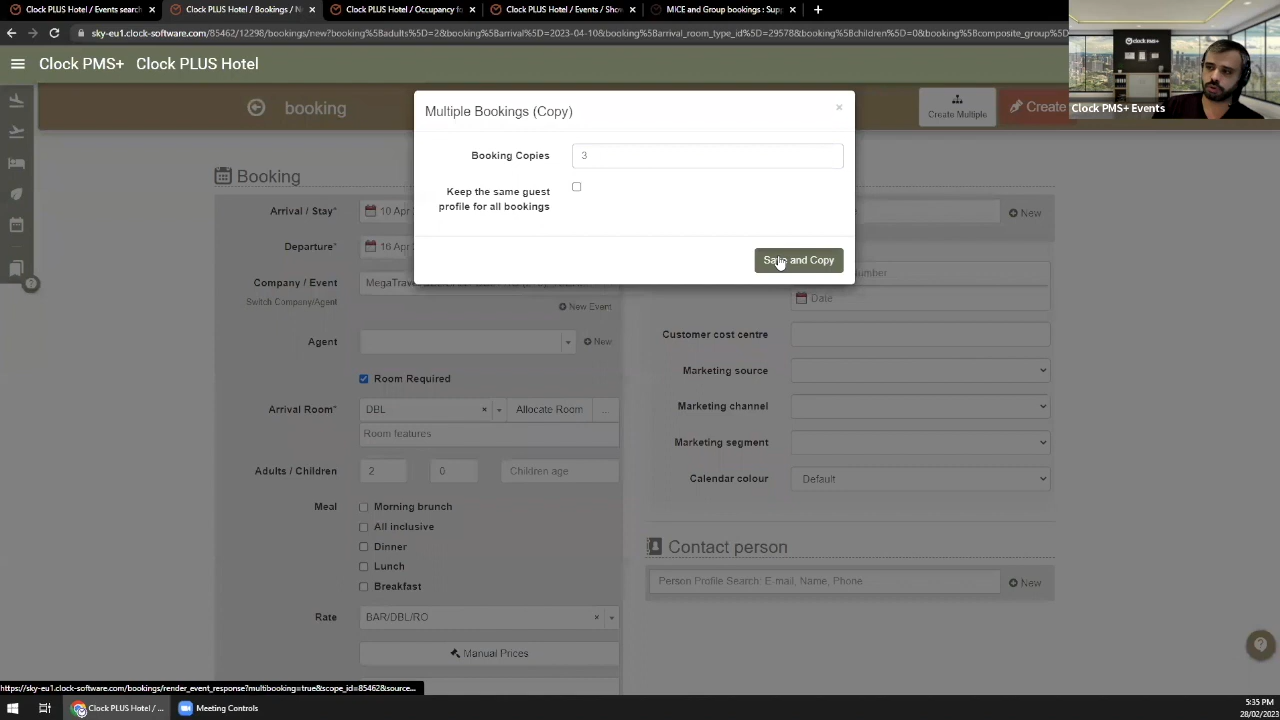 Clock PLUS Hotel / Events search
Clock PLUS Hotel / Bookings / N
Clock PLUS Hotel / Occupancy fo
Clock PLUS Hotel / Events / Show
MICE and Group bookings : Supp
sky-eu1.clock-software.com/85462/12298/bookings/new?booking%5Badults%5D=2&booking%5Barrival%5D=2023-04-10&booking%5Barrival_room_type_id%5D=29578&booking%5Bchildren%5D=0&booking%5Bcomposite_group%5D
Clock PMS+ Clock PLUS Hotel
Clock PMS+
Clock PMS+ Events
booking
Create Multiple
Create
Multiple Bookings (Copy)
×
Booking Copies
3
Keep the same guest
profile for all bookings
Save and Copy
Booking
Arrival / Stay*
10 Apr
New
Departure*
16 Apr
Company / Event
Switch Company/Agent
New Event
Date
Agent
New
Customer cost centre
Room Required
Marketing source
Arrival Room*
DBL
×
Allocate Room
...
Room features
Marketing channel
Marketing segment
Adults / Children
2
0
Children age
Calendar colour
Default
Meal
Morning brunch
All inclusive
Dinner
Lunch
Breakfast
Contact person
Person Profile Search: E-mail, Name, Phone
New
Rate
BAR/DBL/RO
×
Manual Prices
https://sky-eu1.clock-software.com/bookings/render_event_response?multibooking=true&scope_id=85462&source...
Clock PLUS Hotel / ...
Meeting Controls
5:35 PM
28/02/2023